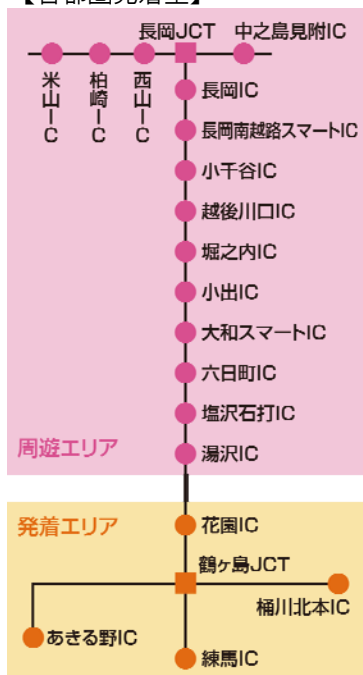 【首都圏発着型】
長岡JCT 中之島見附IC
米山IC
柏崎IC
西山IC
長岡IC
長岡南越路スマートIC
小千谷IC
越後川口IC
堀之内IC
小出IC
大和スマートIC
六日町IC
塩沢石打IC
周遊エリア
湯沢IC
発着エリア
花園IC
鶴ヶ島JCT
桶川北本IC
あきる野IC
練馬IC